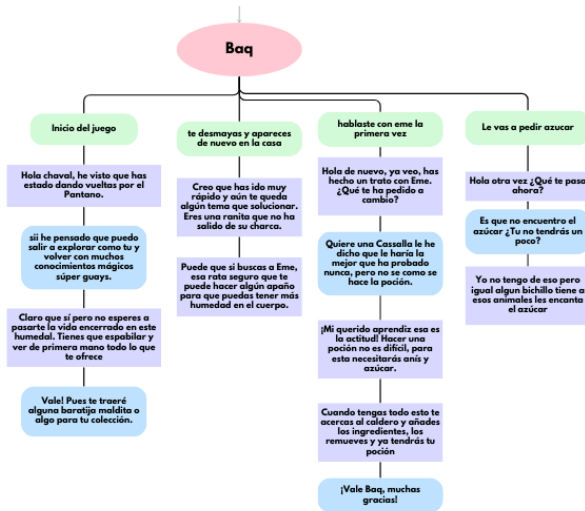 Baq
Inicio del juego
Hola chaval, he visto que has
estado dando vueltas por el
Pantano.
sii he pensado que puedo
salir a explorar como tu y
volver con muchos
conocimientos mágicos
súper guays.
Claro que sí pero no esperes a
pasarte la vida encerrado en este
humedal. Tienes que espabilar y
ver de primera mano todo lo que
te ofrece
Vale! Pues te traeré
alguna baratija maldita o
algo para tu colección.
te desmayas y apareces
de nuevo en la casa
Creo que has ido muy
rápido y aún te queda
algún tema que solucionar.
Eres una ranita que no ha
salido de su charca.
Puede que si buscas a Eme,
esa rata seguro que te
puede hacer algún apaño
para que puedas tener más
humedad en el cuerpo.
hablaste con eme la
primera vez
Hola de nuevo, ya veo, has
hecho un trato con Eme.
¿Qué te ha pedido a
cambio?
Quiere una Cassalla le he
dicho que le haría la
mejor que ha probado
nunca, pero no se como se
hace la poción.
¡Mi querido aprendiz esa es
la actitud! Hacer una
poción no es difícil, para
esta necesitarás anís y
azúcar.
Cuando tengas todo esto te
acercas al caldero y añades
los ingredientes, los
remueves y ya tendrás tu
poción
¡Vale Baq, muchas
gracias!
Le vas a pedir azucar
Hola otra vez ¿Qué te pasa
ahora?
Es que no encuentro el
azúcar ¿Tu no tendrás un
poco?
Yo no tengo de eso pero
igual algun bichillo tiene a
esos animales les encanta
el azúcar